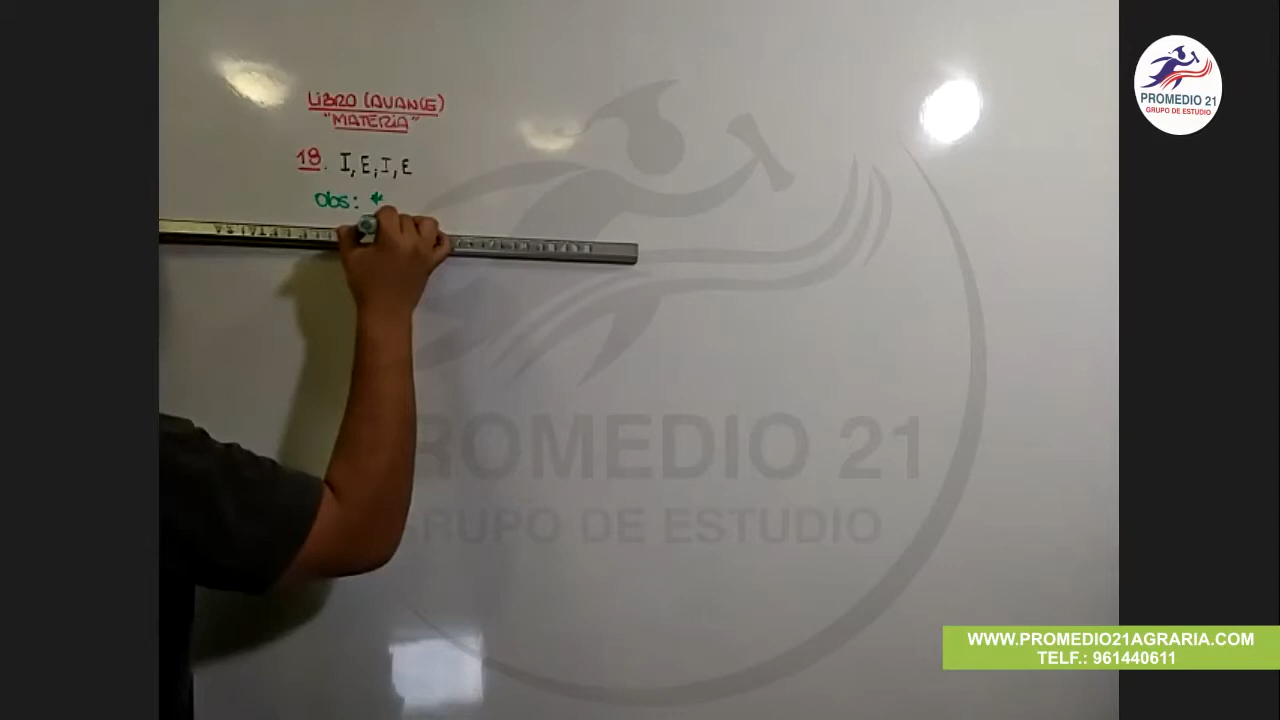 LIBRO (AVANCE)
"MATERIA"
18. I, E, I, E
Obs: *
PROMEDIO 21
GRUPO DE ESTUDIO
PROMEDIO 21
GRUPO DE ESTUDIO
WWW.PROMEDIO21AGRARIA.COM
TELF.: 961440611